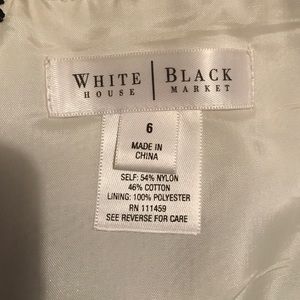 WHITE | BLACK
HOUSE | MARKET
6
MADE IN
CHINA
SELF: 54% NYLON
46% COTTON
LINING: 100% POLYESTER
RN 111459
SEE REVERSE FOR CARE